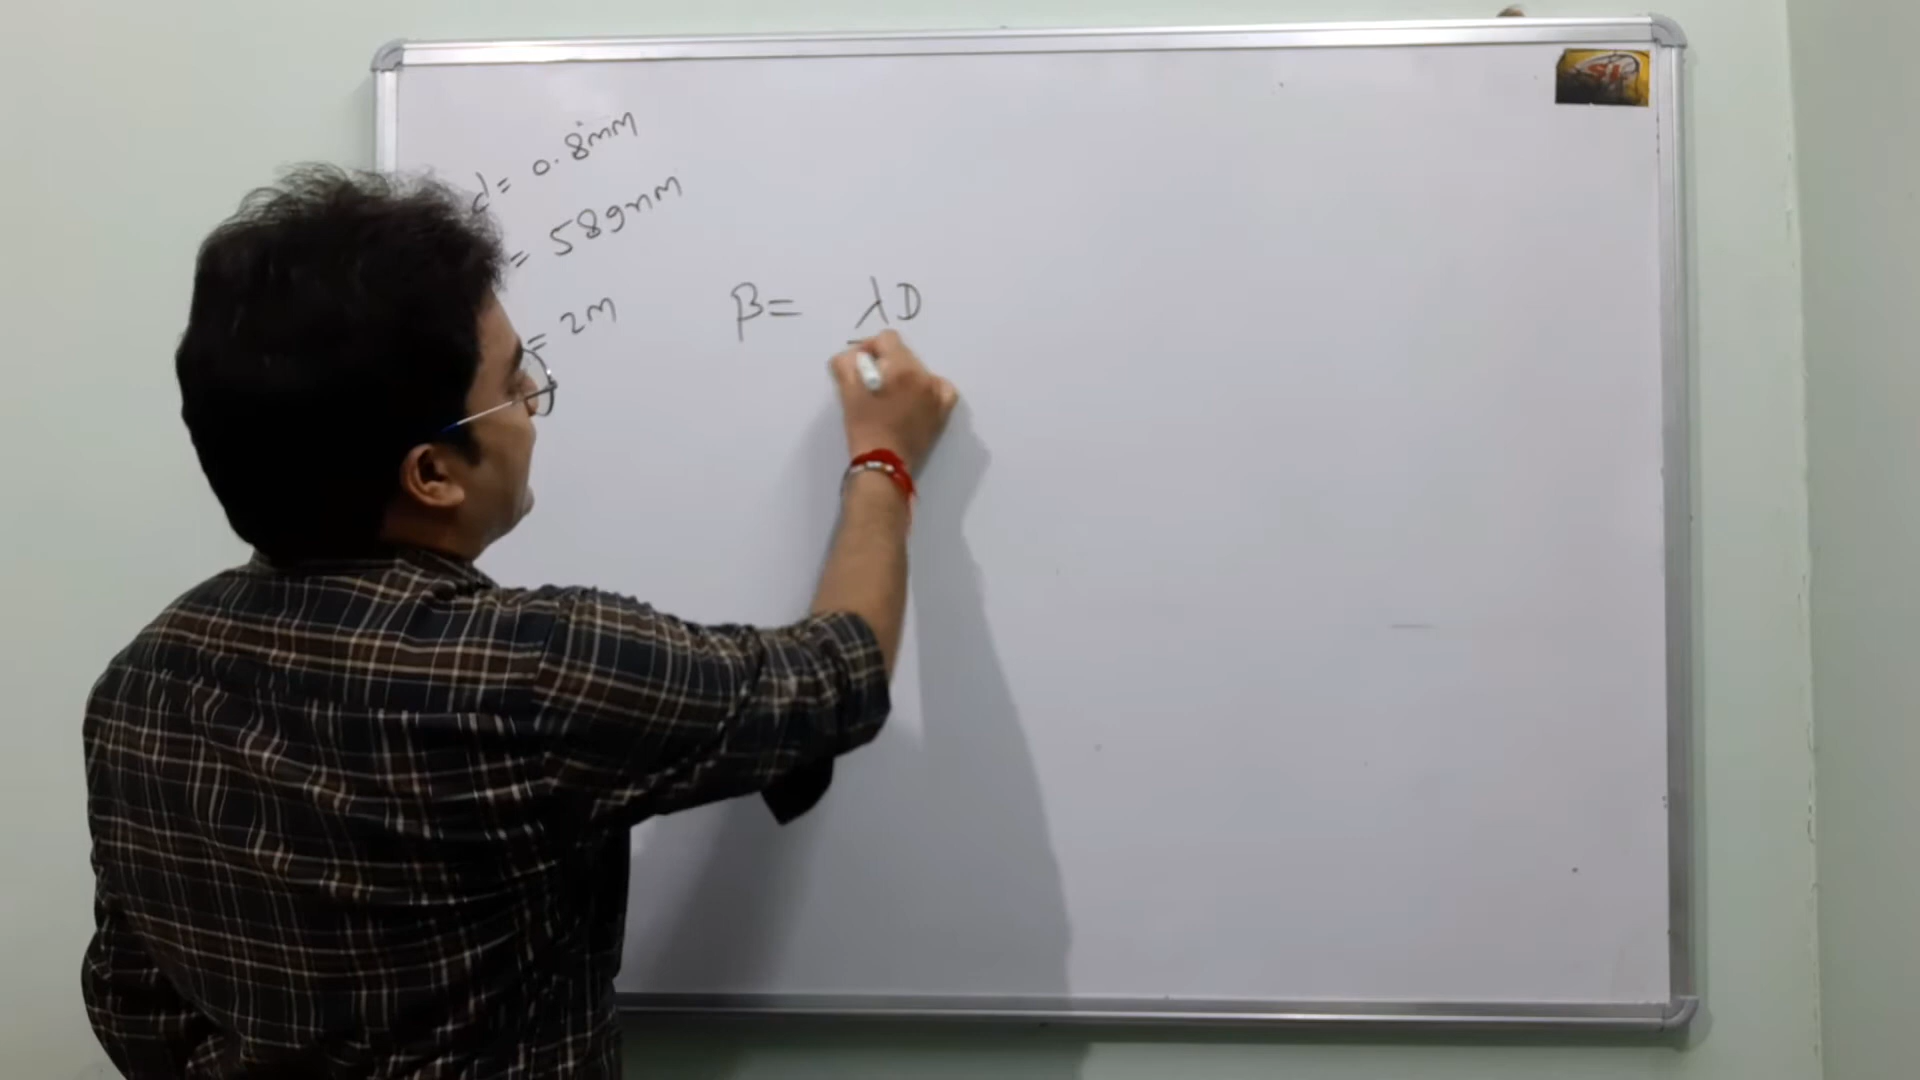 d= 0.8mm
= 589nm
= 2m
β= λD